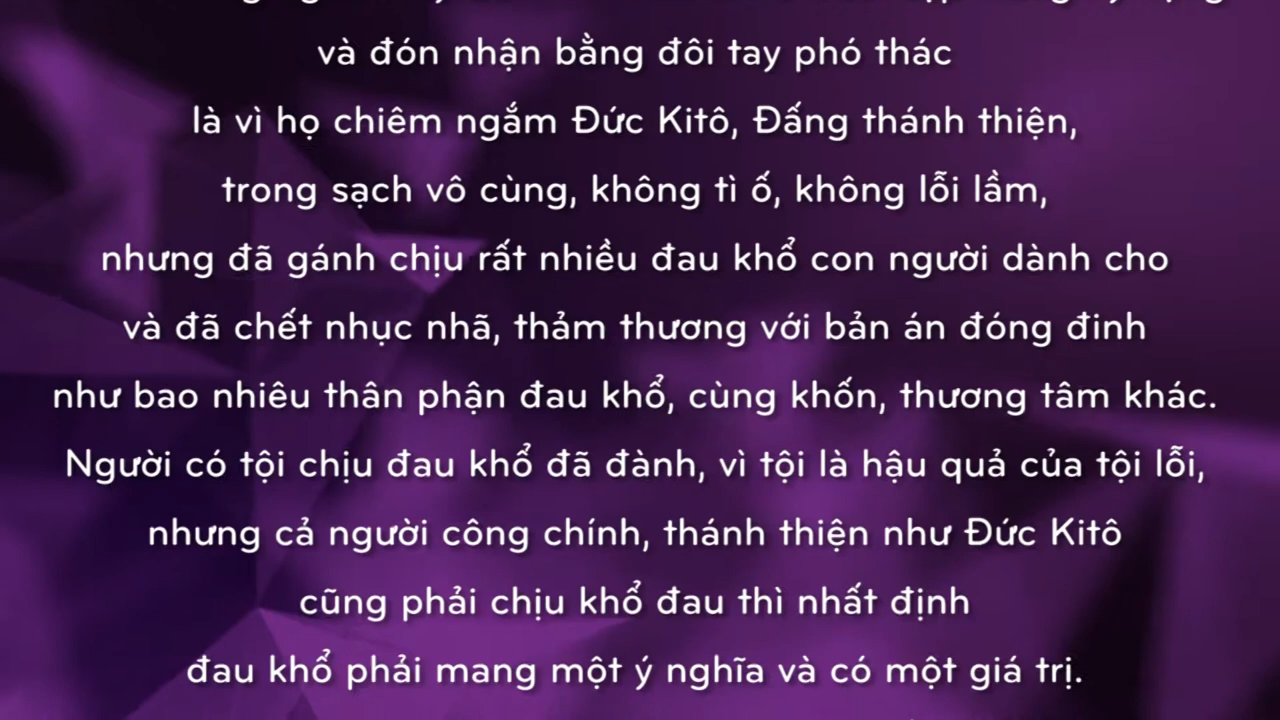 và đón nhận bằng đôi tay phó thác
là vì họ chiêm ngắm Đức Kitô, Đấng thánh thiện,
trong sạch vô cùng, không tì ố, không lỗi lầm,
nhưng đã gánh chịu rất nhiều đau khổ con người dành cho
và đã chết nhục nhã, thảm thương với bản án đóng đinh
như bao nhiêu thân phận đau khổ, cùng khốn, thương tâm khác.
Người có tội chịu đau khổ đã đành, vì tội là hậu quả của tội lỗi,
nhưng cả người công chính, thánh thiện như Đức Kitô
cũng phải chịu khổ đau thì nhất định
đau khổ phải mang một ý nghĩa và có một giá trị.